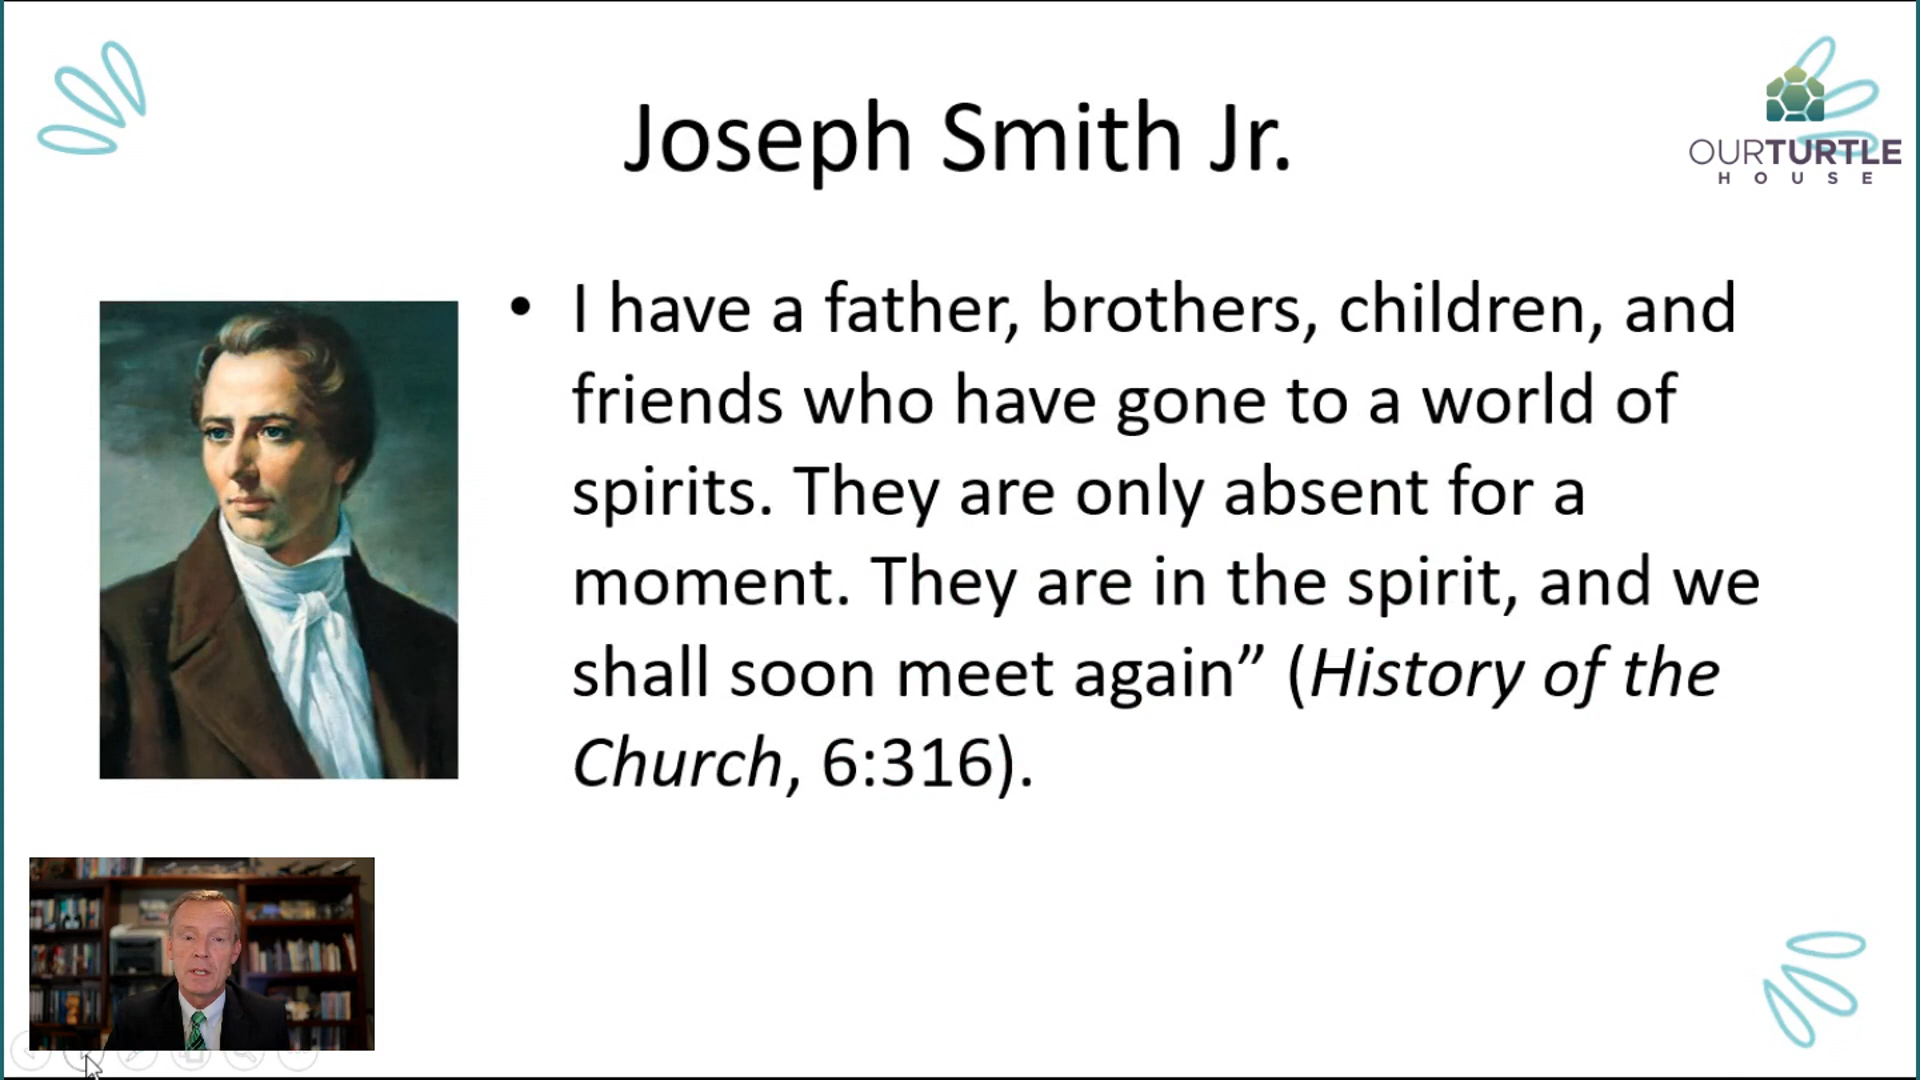 Joseph Smith Jr.
OURTURTLE
HOUSE
• I have a father, brothers, children, and
friends who have gone to a world of
spirits. They are only absent for a
moment. They are in the spirit, and we
shall soon meet again” (History of the
Church, 6:316).